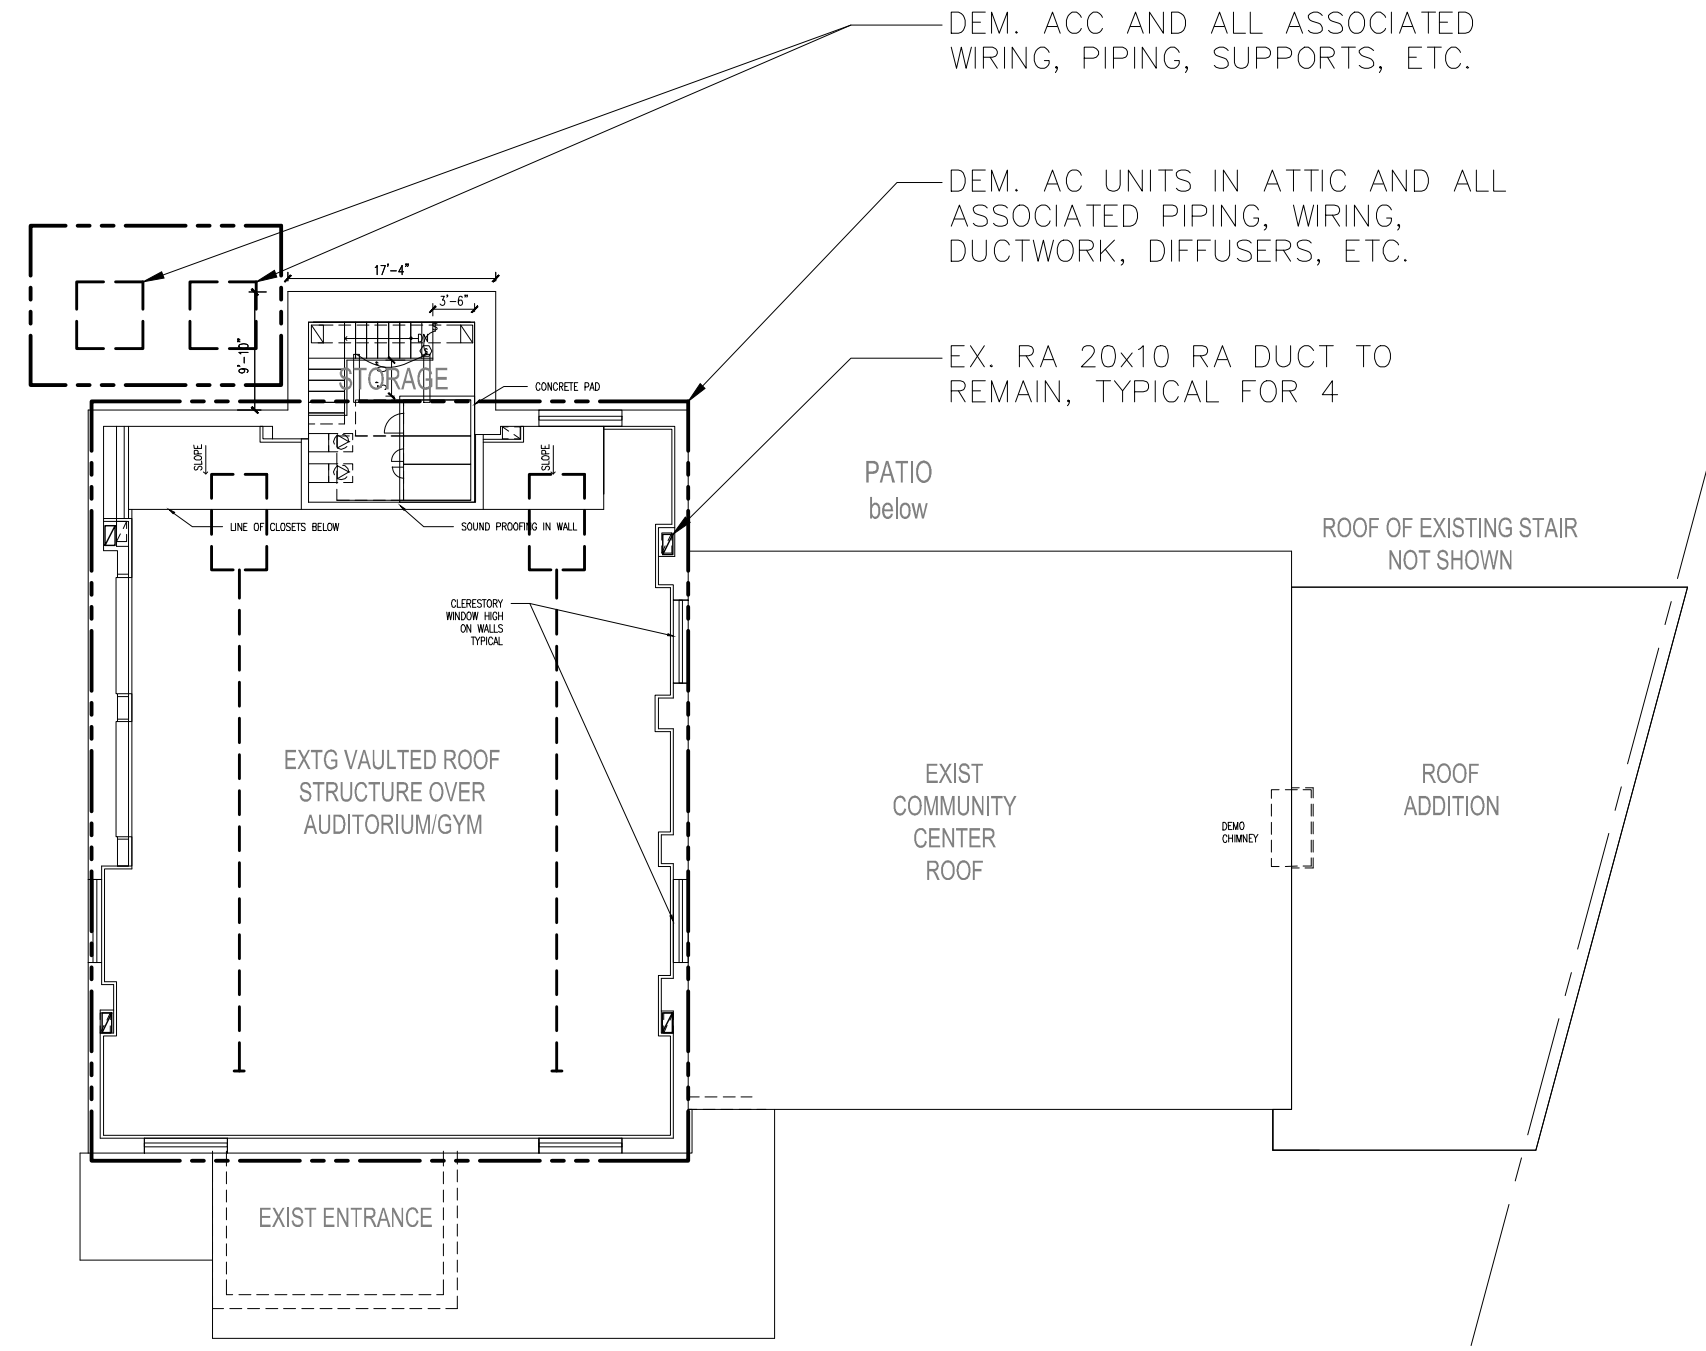 DEM. ACC AND ALL ASSOCIATED
WIRING, PIPING, SUPPORTS, ETC.
DEM. AC UNITS IN ATTIC AND ALL
ASSOCIATED PIPING, WIRING,
DUCTWORK, DIFFUSERS, ETC.
17'-4"
3'-6"
9'-10"
STORAGE
CONCRETE PAD
EX. RA 20x10 RA DUCT TO
REMAIN, TYPICAL FOR 4
SLOPE
SLOPE
LINE OF CLOSETS BELOW
SOUND PROOFING IN WALL
PATIO
below
ROOF OF EXISTING STAIR
NOT SHOWN
CLERESTORY
WINDOW HIGH
ON WALLS
TYPICAL
EXTG VAULTED ROOF
STRUCTURE OVER
AUDITORIUM/GYM
EXIST
COMMUNITY
CENTER
ROOF
DEMO
CHIMNEY
ROOF
ADDITION
EXIST ENTRANCE